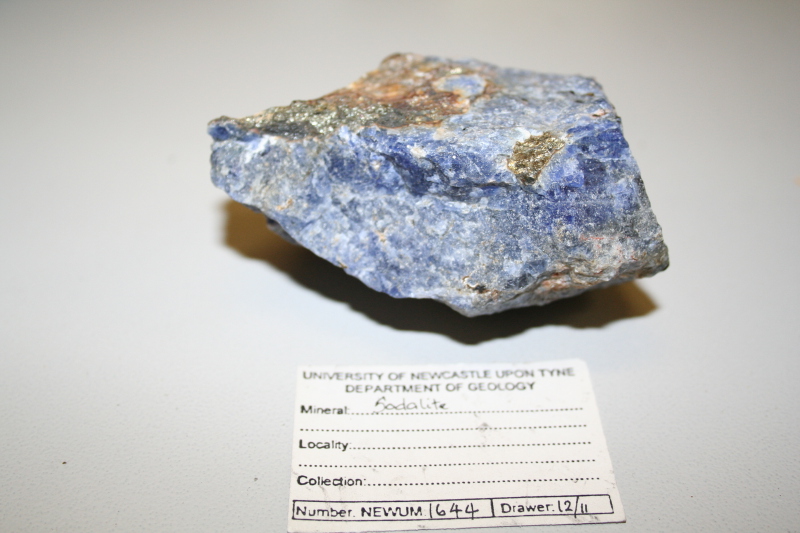 UNIVERSITY OF NEWCASTLE UPON TYNE
DEPARTMENT OF GEOLOGY
Mineral: Sodalite
Locality:
Collection:
Number. NEWUM. 1644 Drawer: 12/11